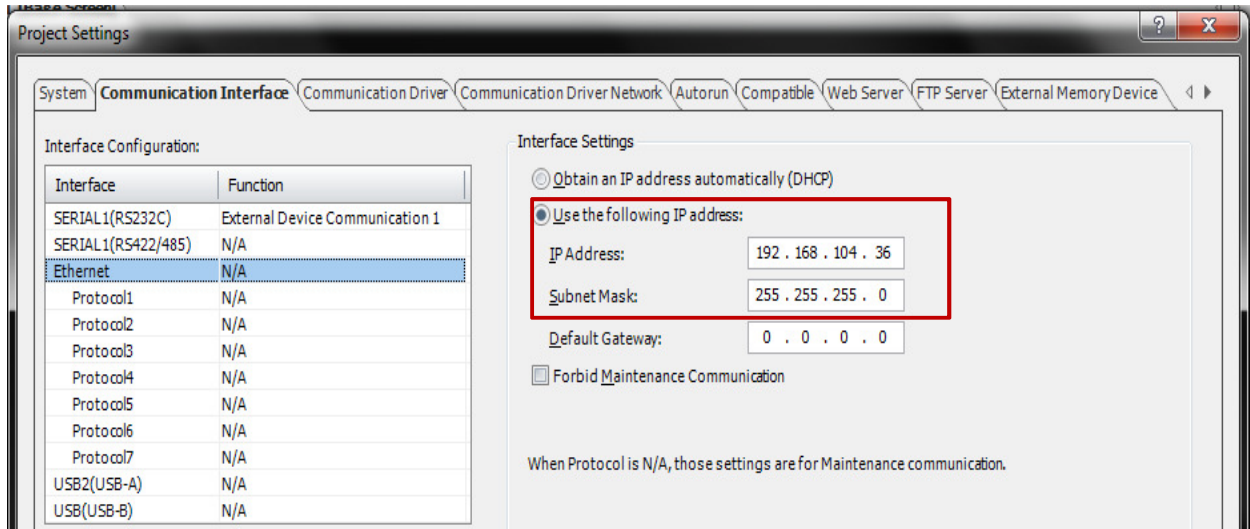 Base Screen
Project Settings
? X
System Communication Interface Communication Driver Communication Driver Network Autorun Compatible Web Server FTP Server External Memory Device
Interface Configuration:
Interface Function
SERIAL1(RS232C) External Device Communication 1
SERIAL1(RS422/485) N/A
Ethernet N/A
Protocol1 N/A
Protocol2 N/A
Protocol3 N/A
Protocol4 N/A
Protocol5 N/A
Protocol6 N/A
Protocol7 N/A
USB2(USB-A) N/A
USB(USB-B) N/A
Interface Settings
Obtain an IP address automatically (DHCP)
Use the following IP address:
IP Address: 192 . 168 . 104 . 36
Subnet Mask: 255 . 255 . 255 . 0
Default Gateway: 0 . 0 . 0 . 0
Forbid Maintenance Communication
When Protocol is N/A, those settings are for Maintenance communication.